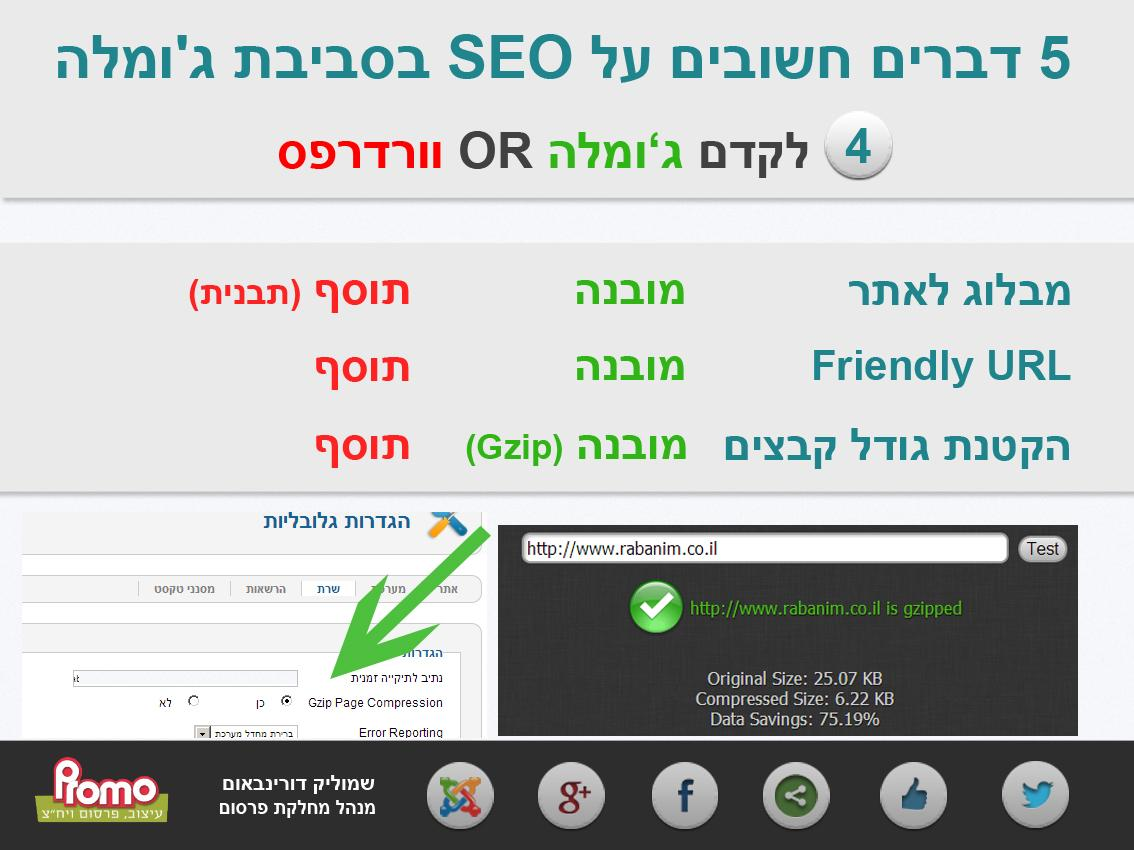 5 דברים חשובים על SEO בסביבת ג'ומלה
4 לקדם ג'ומלה OR וורדרפס
מבלוג לאתר מובנה תוסף (תבנית)
Friendly URL מובנה תוסף
הקטנת גודל קבצים מובנה (Gzip) תוסף
הגדרות גלובליות
שרת הרשאות מסנני טקסט
נתיב לתיקייה זמנית
Gzip Page Compression כן לא
Error Reporting ברירת מחדל מערכת
http://www.rabanim.co.il Test
http://www.rabanim.co.il is gzipped
Original Size: 25.07 KB
Compressed Size: 6.22 KB
Data Savings: 75.19%
שמוליק דורינבאום
מנהל מחלקת פרסום
Promo
עיצוב, פרסום ויח"צ
g+
f